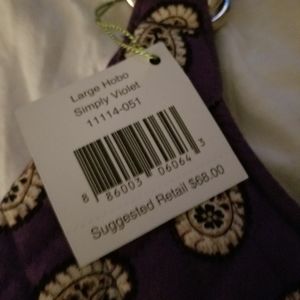 Large Hobo
Simply Violet
11114-051
8 86003 06064 3
Suggested Retail $68.00